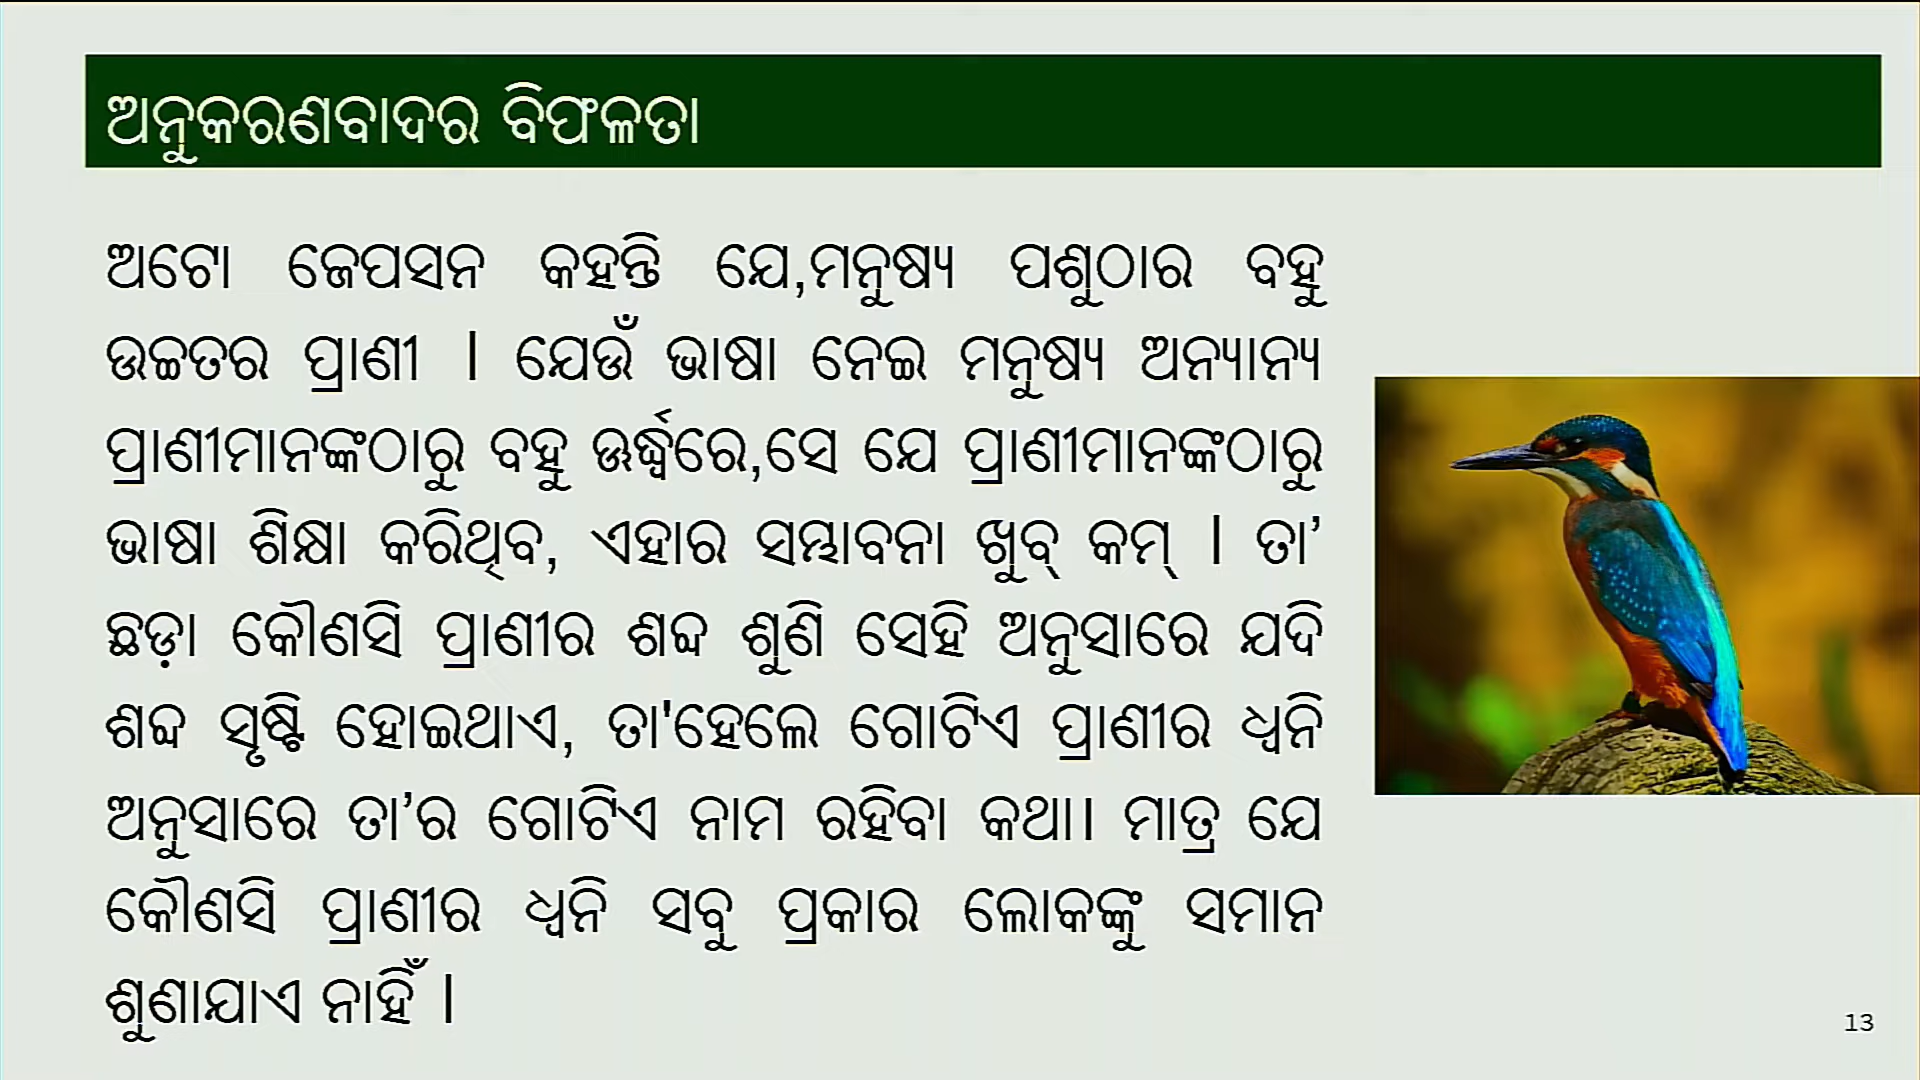 ଅନୁକରଣବାଦର ବିଫଳତା
ଅଟୋ ଜେପସନ କହନ୍ତି ଯେ,ମନୁଷ୍ୟ ପଶୁଠାର ବହୁ
ଉଚ୍ଚତର ପ୍ରାଣୀ । ଯେଉଁ ଭାଷା ନେଇ ମନୁଷ୍ୟ ଅନ୍ୟାନ୍ୟ
ପ୍ରାଣୀମାନଙ୍କଠାରୁ ବହୁ ଊର୍ଦ୍ଧ୍ୱରେ,ସେ ଯେ ପ୍ରାଣୀମାନଙ୍କଠାରୁ
ଭାଷା ଶିକ୍ଷା କରିଥିବ, ଏହାର ସମ୍ଭାବନା ଖୁବ୍ କମ୍ । ତା’
ଛଡ଼ା କୌଣସି ପ୍ରାଣୀର ଶବ୍ଦ ଶୁଣି ସେହି ଅନୁସାରେ ଯଦି
ଶବ୍ଦ ସୃଷ୍ଟି ହୋଇଥାଏ, ତା'ହେଲେ ଗୋଟିଏ ପ୍ରାଣୀର ଧ୍ୱନି
ଅନୁସାରେ ତା’ର ଗୋଟିଏ ନାମ ରହିବା କଥା। ମାତ୍ର ଯେ
କୌଣସି ପ୍ରାଣୀର ଧ୍ୱନି ସବୁ ପ୍ରକାର ଲୋକଙ୍କୁ ସମାନ
ଶୁଣାଯାଏ ନାହିଁ ।
13